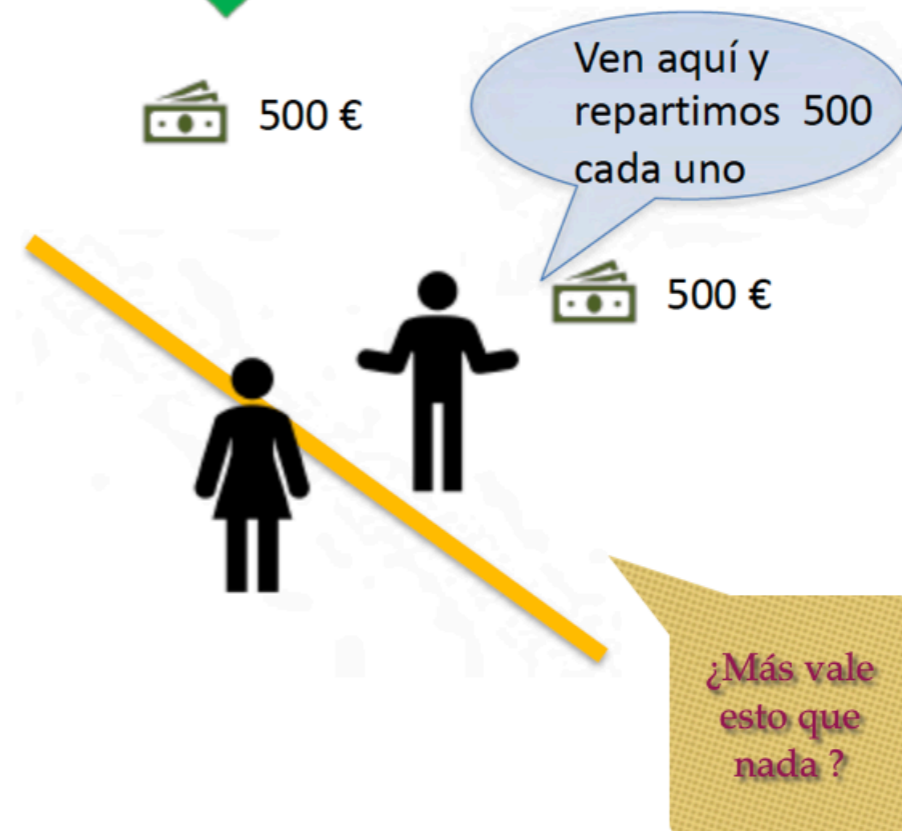 500 €
Ven aquí y
repartimos 500
cada uno
500 €
¿Más vale
esto que
nada ?